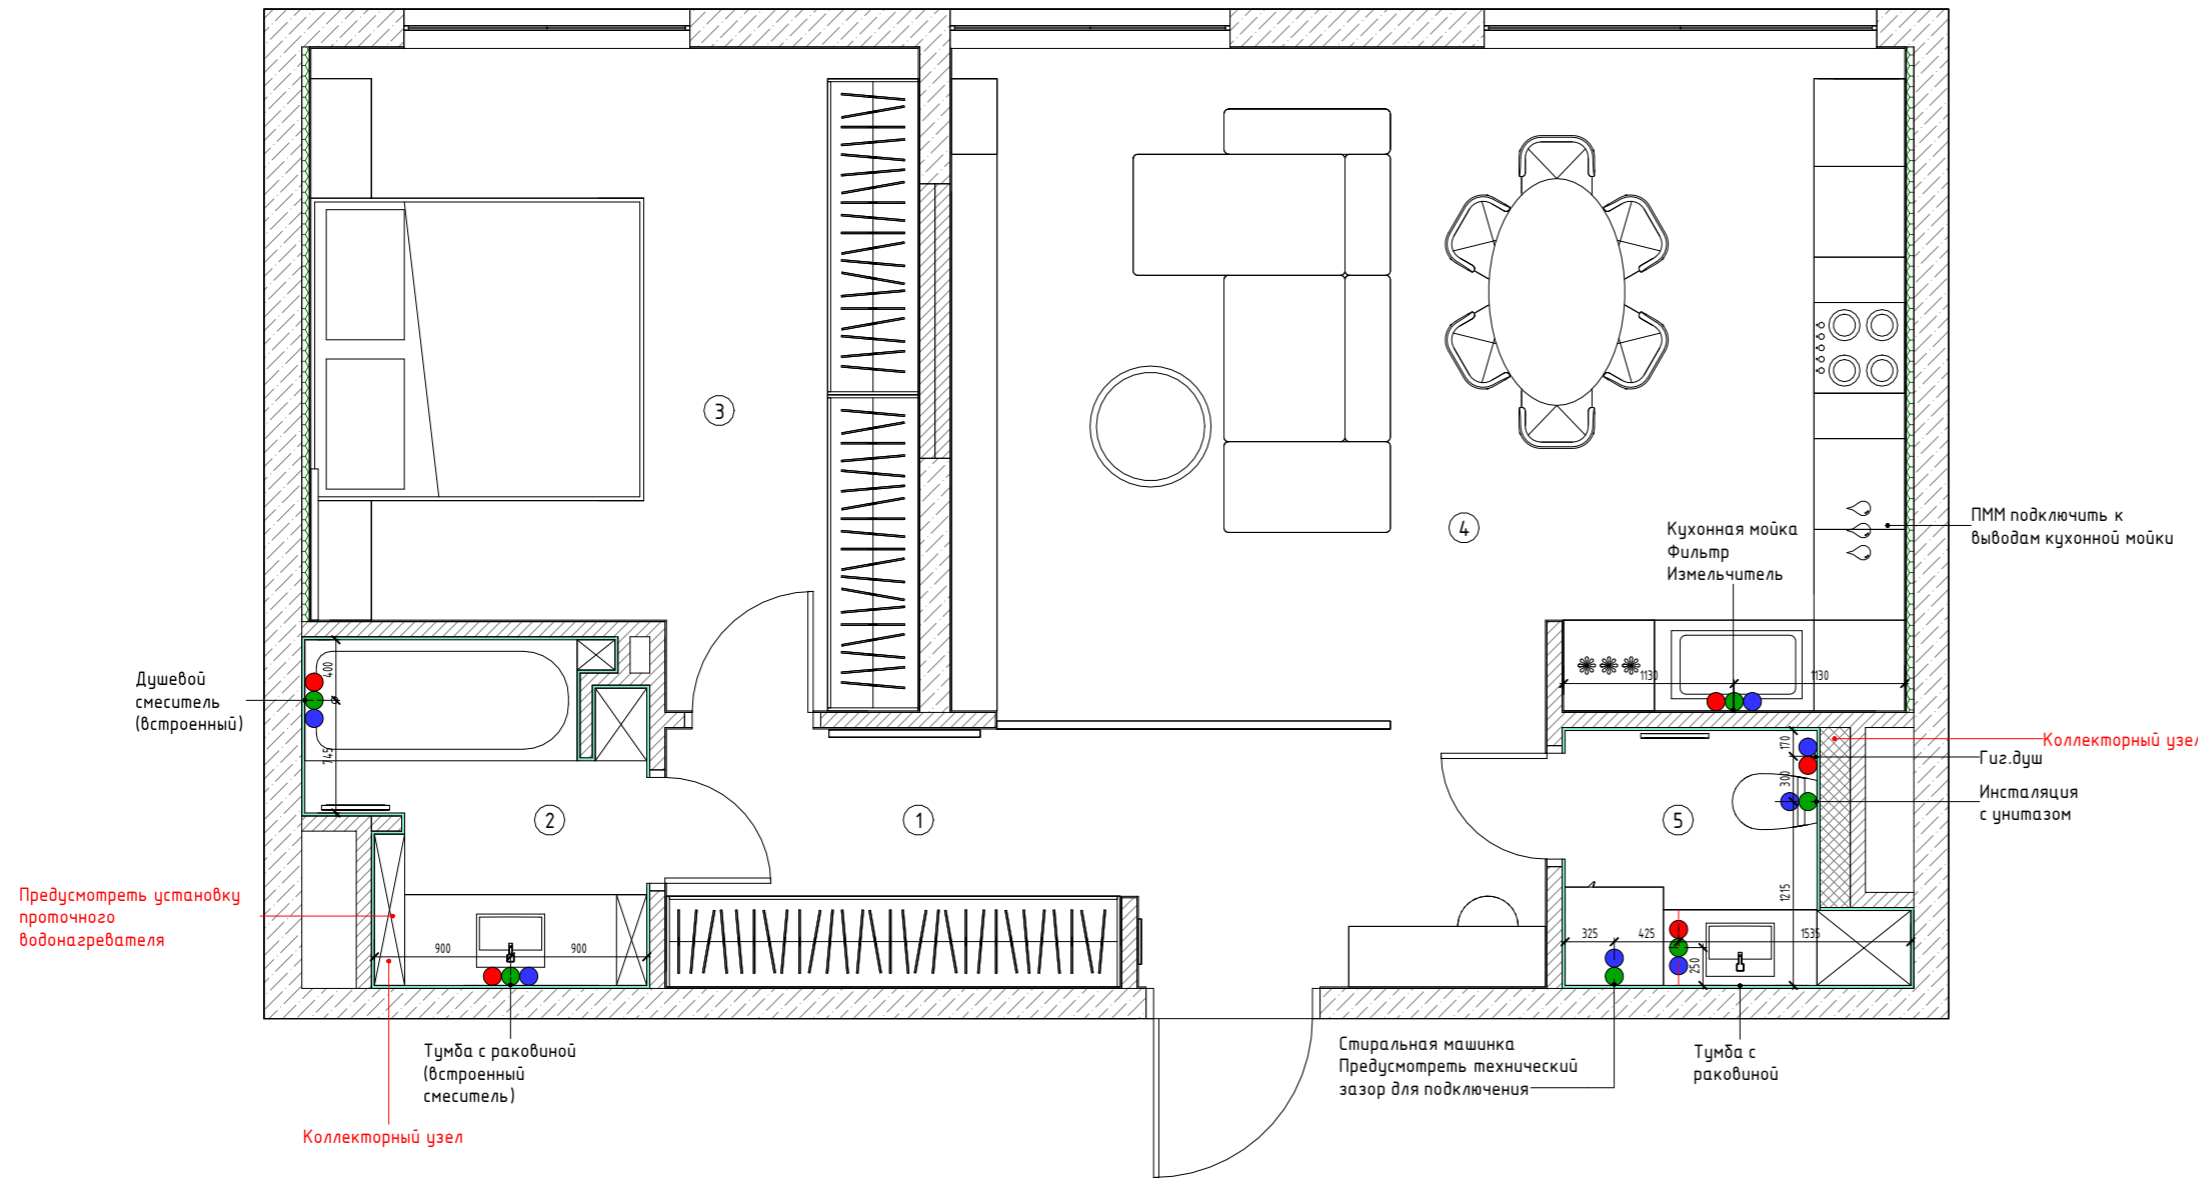 3
4
Кухонная мойка
Фильтр
Измельчитель
ПММ подключить к
выводам кухонной мойки
Душевой
смеситель
(встроенный)
400
745
1130
1130
Коллекторный узел
Гиг.душ
Инсталяция
с унитазом
170
300
1215
2
1
5
Предусмотреть установку
проточного
водонагревателя
900
900
325
425
1535
250
Тумба с раковиной
(встроенный
смеситель)
Коллекторный узел
Стиральная машинка
Предусмотреть технический
зазор для подключения
Тумба с
раковиной